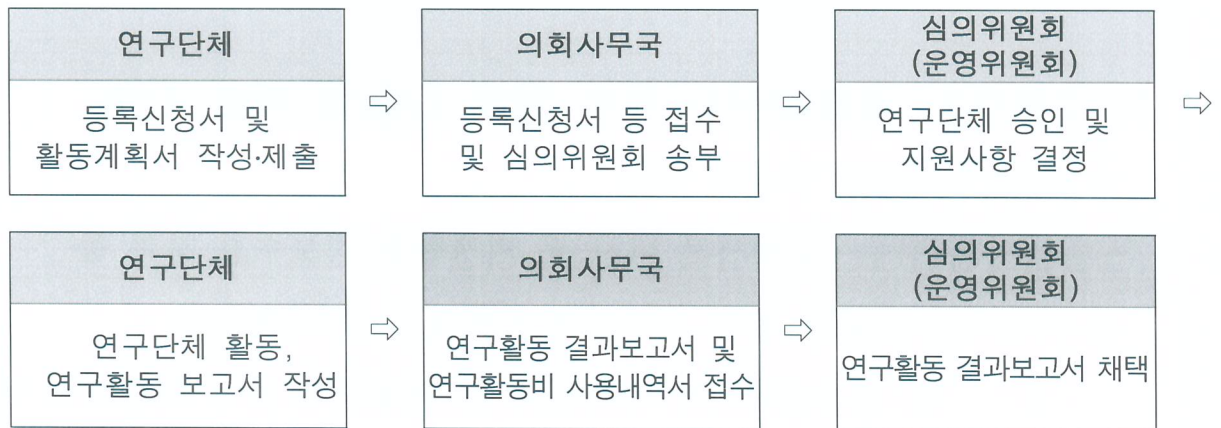 연구단체
등록신청서 및
활동계획서 작성·제출
⇨
의회사무국
등록신청서 등 접수
및 심의위원회 송부
⇨
심의위원회
(운영위원회)
연구단체 승인 및
지원사항 결정
⇨
연구단체
연구단체 활동,
연구활동 보고서 작성
⇨
의회사무국
연구활동 결과보고서 및
연구활동비 사용내역서 접수
⇨
심의위원회
(운영위원회)
연구활동 결과보고서 채택